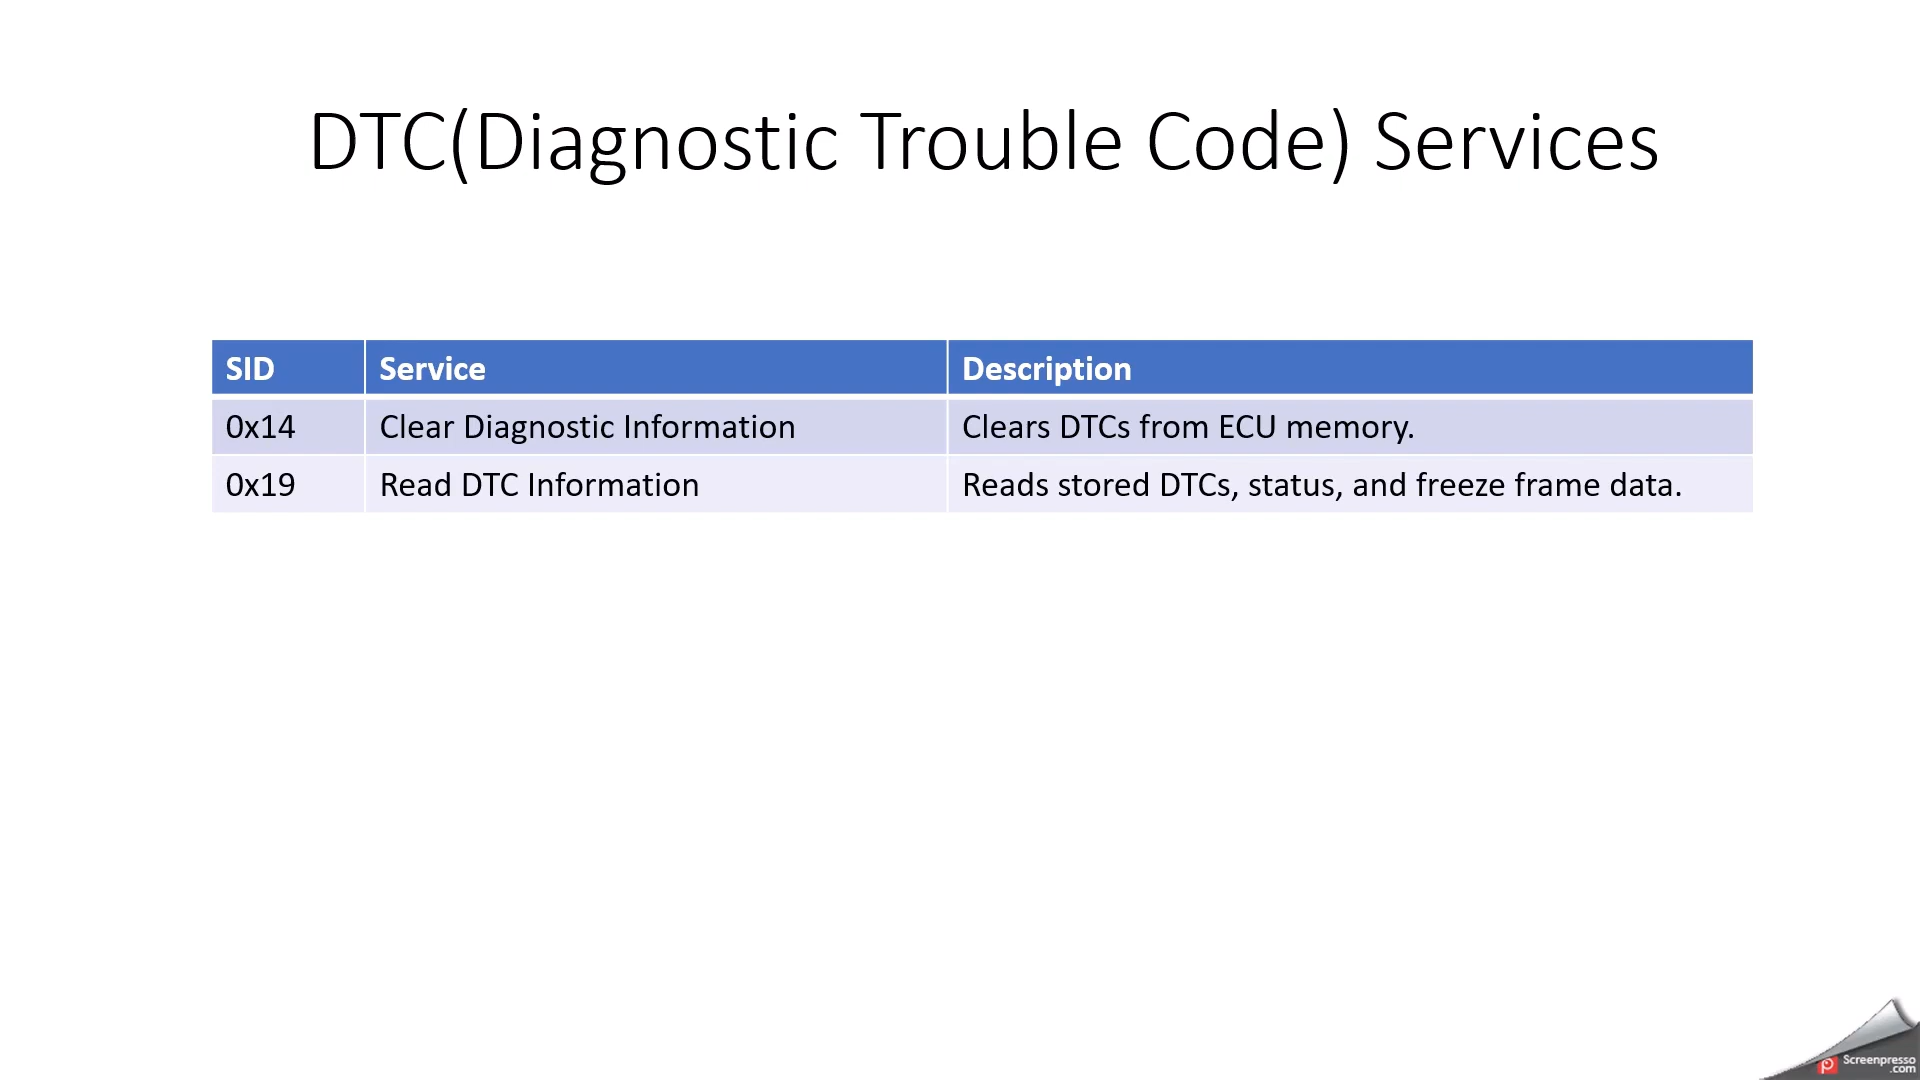 DTC(Diagnostic Trouble Code) Services
SID Service Description
0x14 Clear Diagnostic Information Clears DTCs from ECU memory.
0x19 Read DTC Information Reads stored DTCs, status, and freeze frame data.
Screenpresso
.com